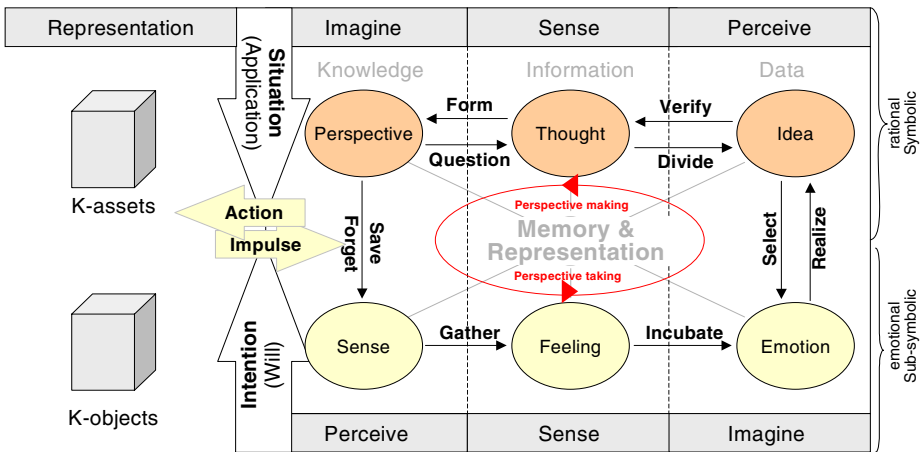 Representation
Imagine
Sense
Perceive
Situation
(Application)
Knowledge
Information
Data
rational
Symbolic
Form
Verify
Perspective
Thought
Idea
Question
Divide
K-assets
Action
Impulse
Save
Forget
Perspective making
Memory &
Representation
Perspective taking
Select
Realize
Intention
(Will)
Sense
Gather
Feeling
Incubate
Emotion
emotional
Sub-symbolic
K-objects
Perceive
Sense
Imagine